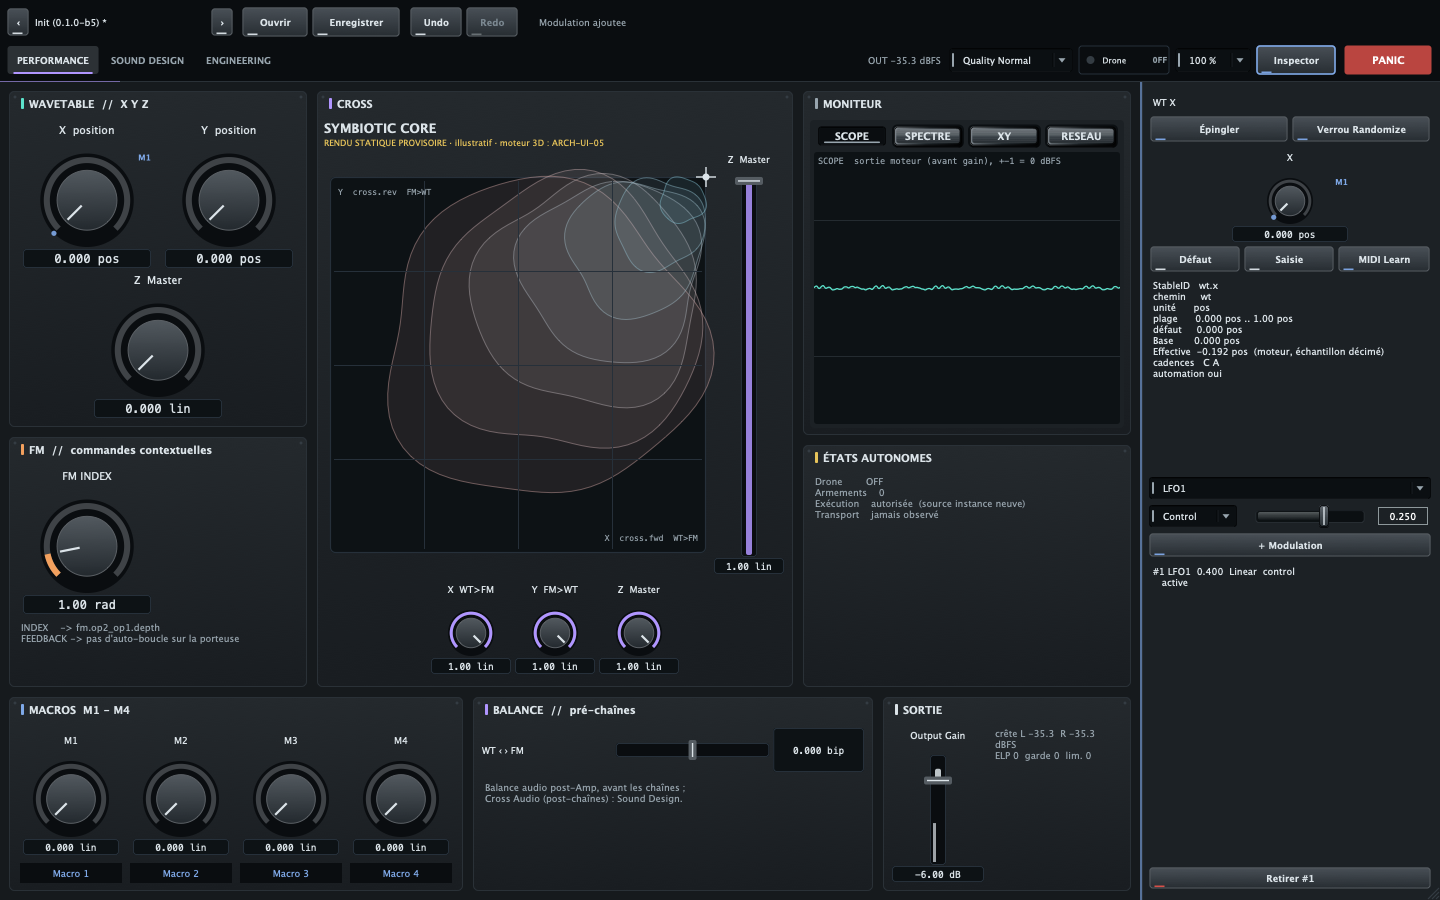 ‹ Init (0.1.0-b5) * › Ouvrir Enregistrer Undo Redo Modulation ajoutee
PERFORMANCE SOUND DESIGN ENGINEERING OUT −35.3 dBFS Quality Normal Drone OFF 100 % Inspector PANIC
WAVETABLE // X Y Z
X position Y position
M1
0.000 pos 0.000 pos
Z Master
0.000 lin
FM // commandes contextuelles
FM INDEX
1.00 rad
INDEX -> fm.op2_op1.depth
FEEDBACK -> pas d'auto-boucle sur la porteuse
CROSS
SYMBIOTIC CORE
RENDU STATIQUE PROVISOIRE · illustratif · moteur 3D : ARCH-UI-05
Z Master
Y cross.rev FM>WT
X cross.fwd WT>FM
1.00 lin
X WT>FM Y FM>WT Z Master
1.00 lin 1.00 lin 1.00 lin
MONITEUR
SCOPE SPECTRE XY RESEAU
SCOPE sortie moteur (avant gain), +−1 = 0 dBFS
ÉTATS AUTONOMES
Drone OFF
Armements 0
Exécution autorisée (source instance neuve)
Transport jamais observé
MACROS M1 – M4
M1 M2 M3 M4
0.000 lin 0.000 lin 0.000 lin 0.000 lin
Macro 1 Macro 2 Macro 3 Macro 4
BALANCE // pré-chaînes
WT ‹ › FM 0.000 bip
Balance audio post-Amp, avant les chaînes ;
Cross Audio (post-chaînes) : Sound Design.
SORTIE
Output Gain
crête L −35.3 R −35.3
dBFS
ELP 0 garde 0 lim. 0
−6.00 dB
WT X
Épingler Verrou Randomize
X
M1
0.000 pos
Défaut Saisie MIDI Learn
StableID wt.x
chemin wt
unité pos
plage 0.000 pos .. 1.00 pos
défaut 0.000 pos
Base 0.000 pos
Effective −0.192 pos (moteur, échantillon décimé)
cadences C A
automation oui
LFO1
Control 0.250
+ Modulation
#1 LFO1 0.400 Linear control
active
Retirer #1